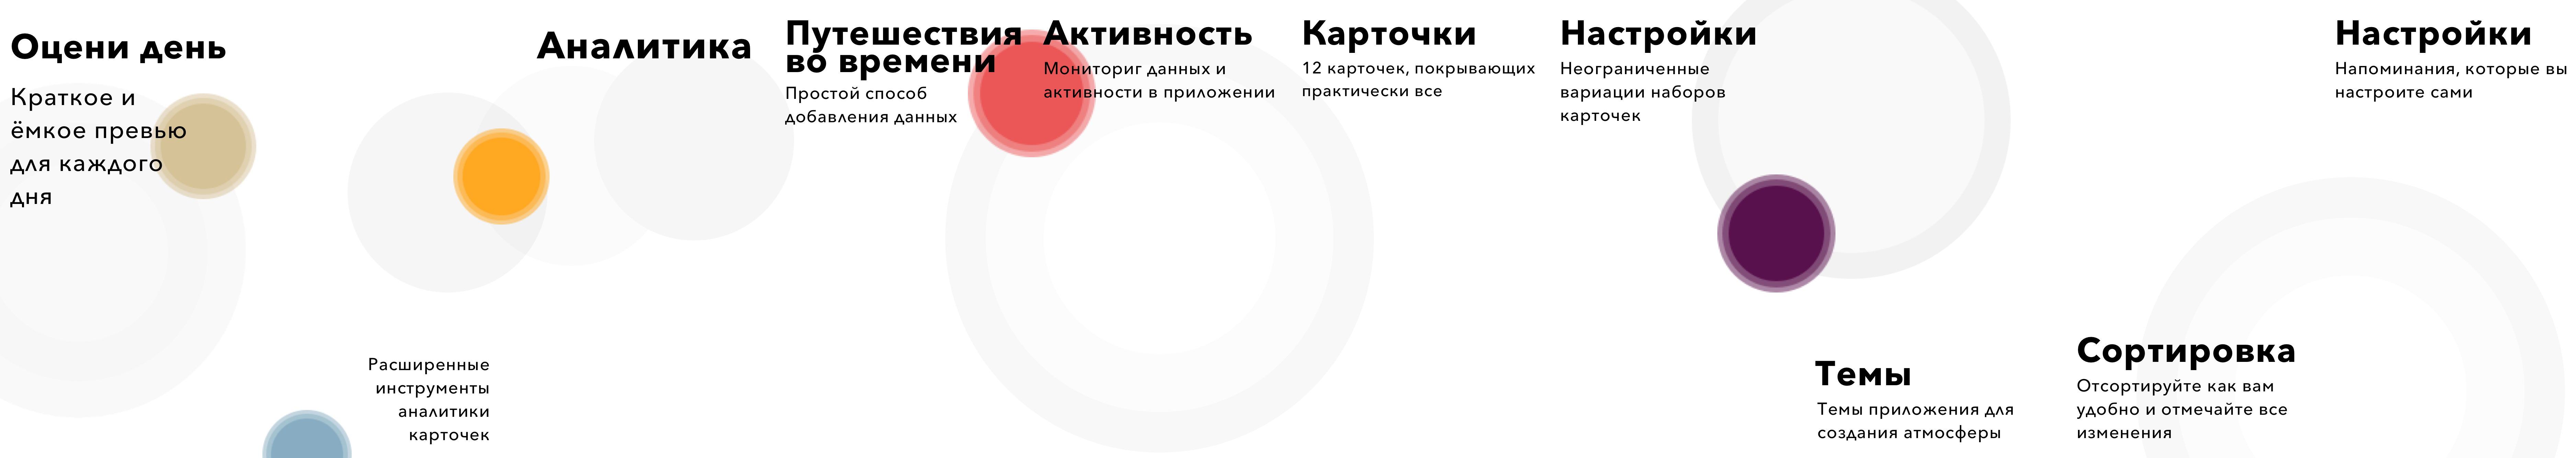 Оцени день
Краткое и
ёмкое превью
для каждого
дня
Аналитика
Расширенные
инструменты
аналитики
карточек
Путешествия
во времени
Простой способ
добавления данных
Активность
Мониториг данных и
активности в приложении
Карточки
12 карточек, покрывающих
практически все
Настройки
Неограниченные
вариации наборов
карточек
Темы
Темы приложения для
создания атмосферы
Сортировка
Отсортируйте как вам
удобно и отмечайте все
изменения
Настройки
Напоминания, которые вы
настроите сами